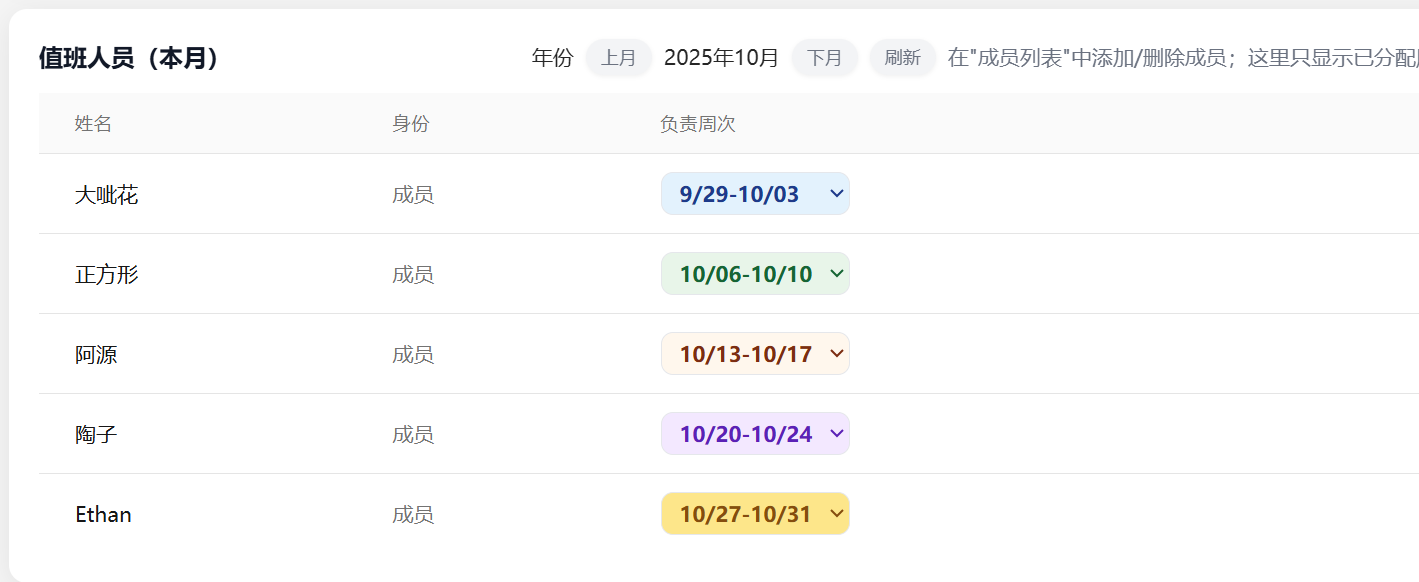 值班人员（本月） 年份 上月 2025年10月 下月 刷新 在"成员列表"中添加/删除成员；这里只显示已分配
姓名 身份 负责周次
大呲花 成员 9/29-10/03
正方形 成员 10/06-10/10
阿源 成员 10/13-10/17
陶子 成员 10/20-10/24
Ethan 成员 10/27-10/31